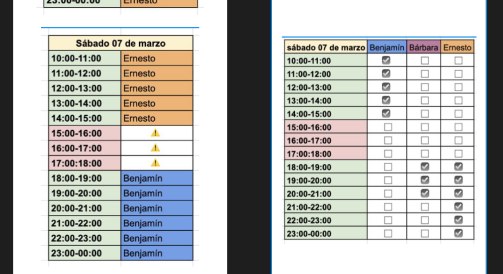 23:00-00:00 Ernesto
Sábado 07 de marzo
10:00-11:00 Ernesto
11:00-12:00 Ernesto
12:00-13:00 Ernesto
13:00-14:00 Ernesto
14:00-15:00 Ernesto
15:00-16:00
16:00-17:00
17:00:18:00
18:00-19:00 Benjamín
19:00-20:00 Benjamín
20:00-21:00 Benjamín
21:00-22:00 Benjamín
22:00-23:00 Benjamín
23:00-00:00 Benjamín
sábado 07 de marzo Benjamín Bárbara Ernesto
10:00-11:00
11:00-12:00
12:00-13:00
13:00-14:00
14:00-15:00
15:00-16:00
16:00-17:00
17:00:18:00
18:00-19:00
19:00-20:00
20:00-21:00
21:00-22:00
22:00-23:00
23:00-00:00